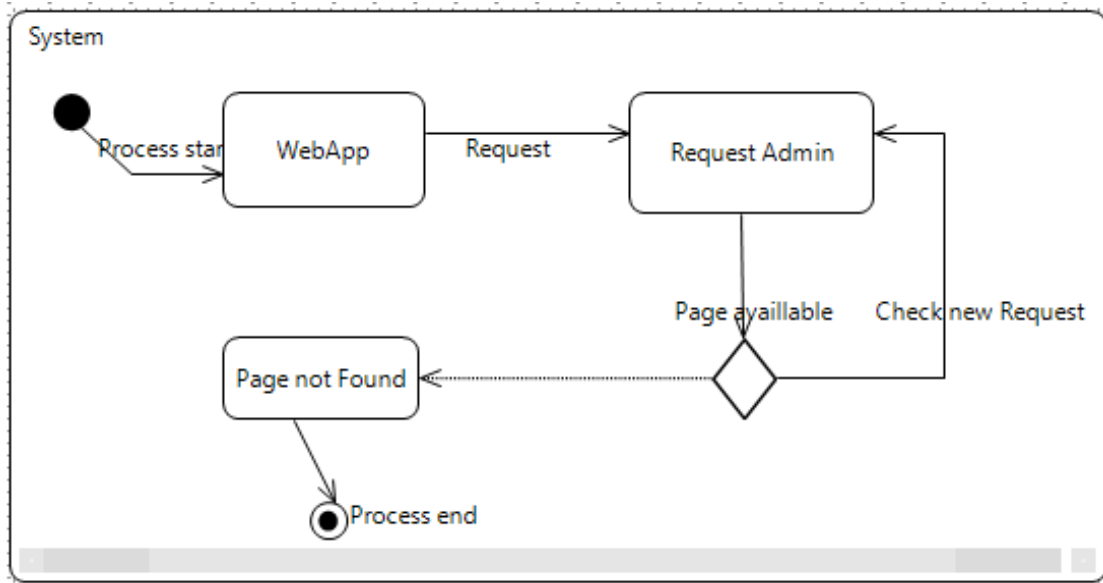 System
Process star
WebApp
Request
Request Admin
Page availlable
Check new Request
Page not Found
Process end